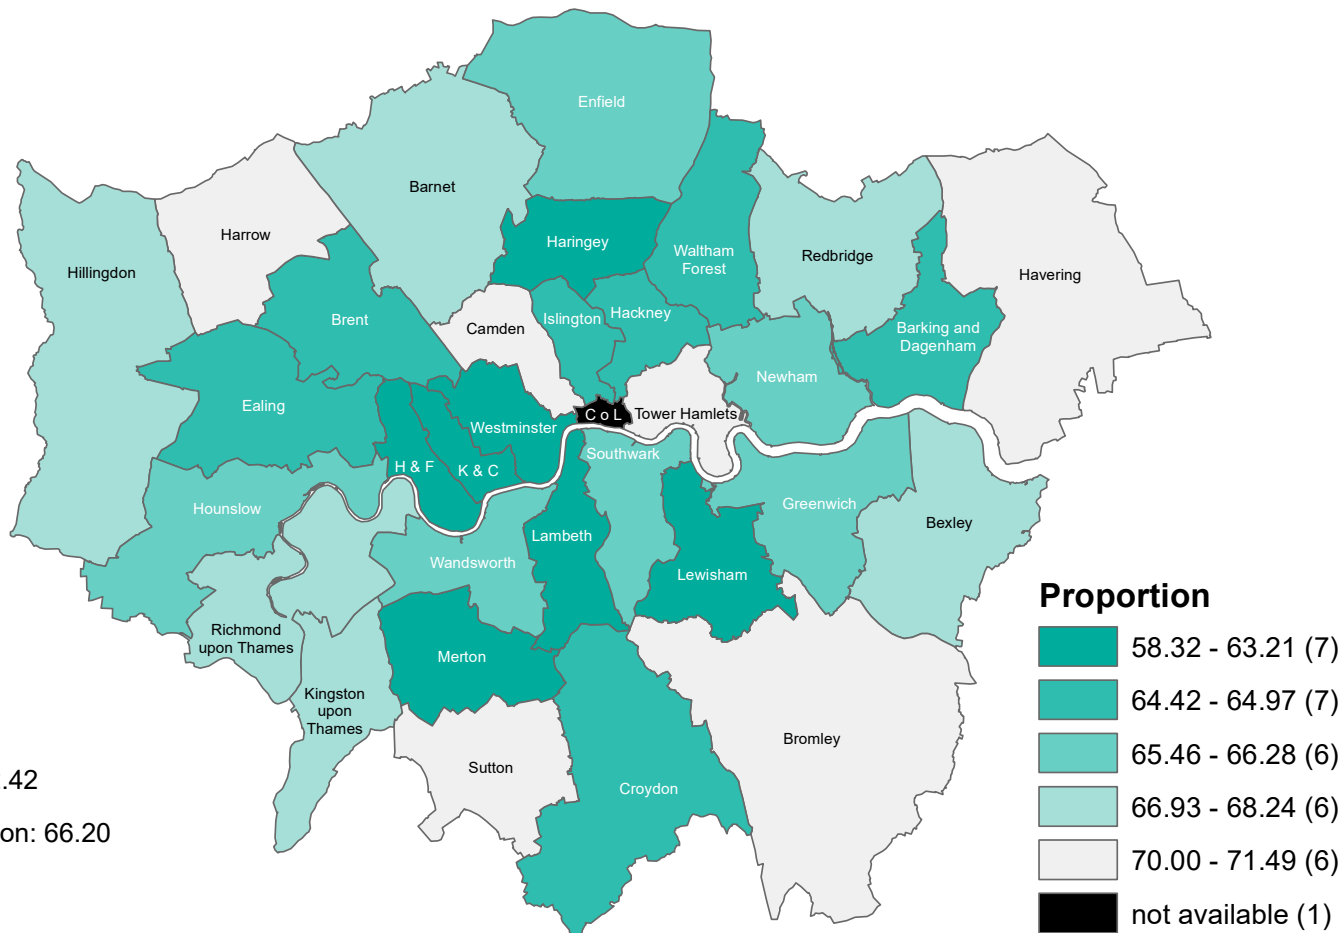 Enfield
Barnet
Harrow
Haringey
Waltham
Forest
Redbridge
Havering
Hillingdon
Brent
Camden
Islington
Hackney
Barking and
Dagenham
Newham
Ealing
Westminster
C o L
Tower Hamlets
H & F
K & C
Southwark
Hounslow
Greenwich
Bexley
Lambeth
Wandsworth
Lewisham
Richmond
upon Thames
Merton
Kingston
upon
Thames
Sutton
Croydon
Bromley
.42
on: 66.20
Proportion
58.32 - 63.21 (7)
64.42 - 64.97 (7)
65.46 - 66.28 (6)
66.93 - 68.24 (6)
70.00 - 71.49 (6)
not available (1)